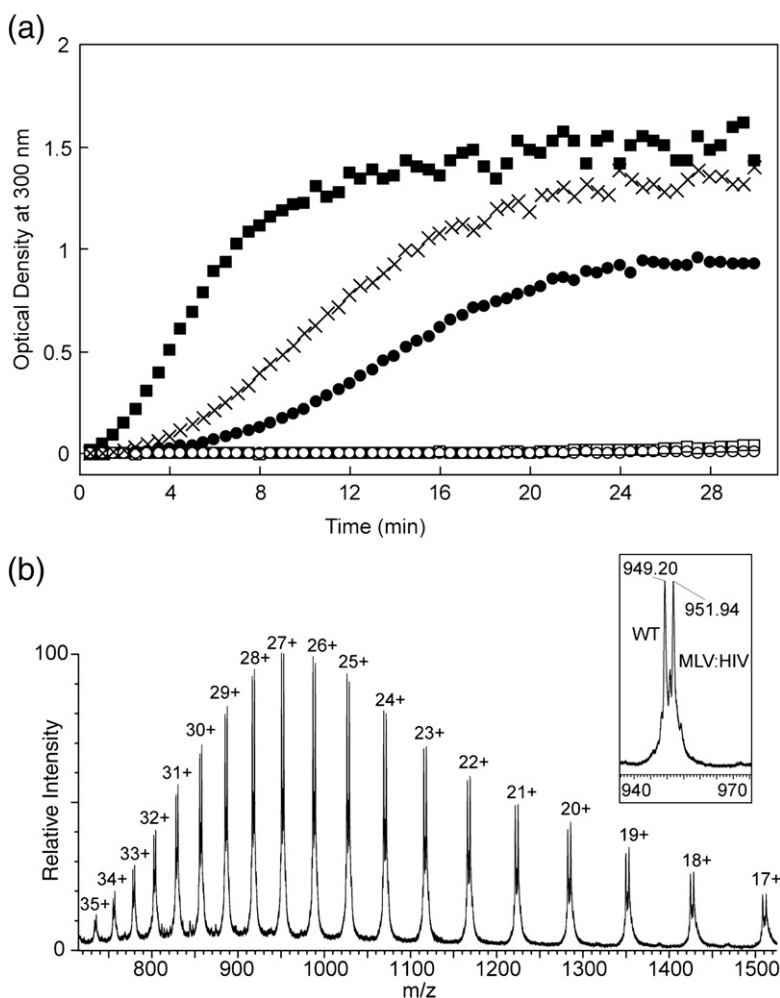 (a)
2
1.5
1
0.5
0
Optical Density at 300 nm
0 4 8 12 16 20 24 28
Time (min)
(b)
949.20
951.94
WT
MLV:HIV
940 970
100
0
Relative Intensity
35+ 34+ 33+ 32+ 31+ 30+ 29+ 28+ 27+ 26+ 25+ 24+ 23+ 22+ 21+ 20+ 19+ 18+ 17+
800 900 1000 1100 1200 1300 1400 1500
m/z